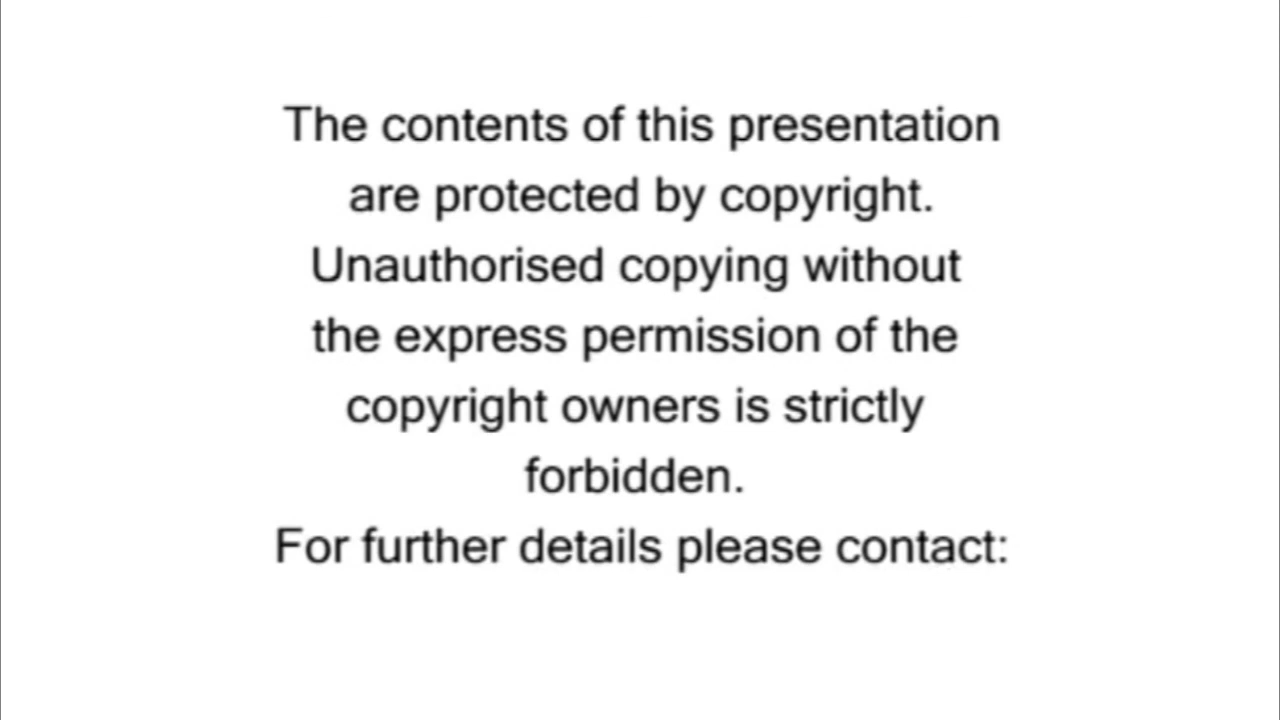 The contents of this presentation
are protected by copyright.
Unauthorised copying without
the express permission of the
copyright owners is strictly
forbidden.
For further details please contact: